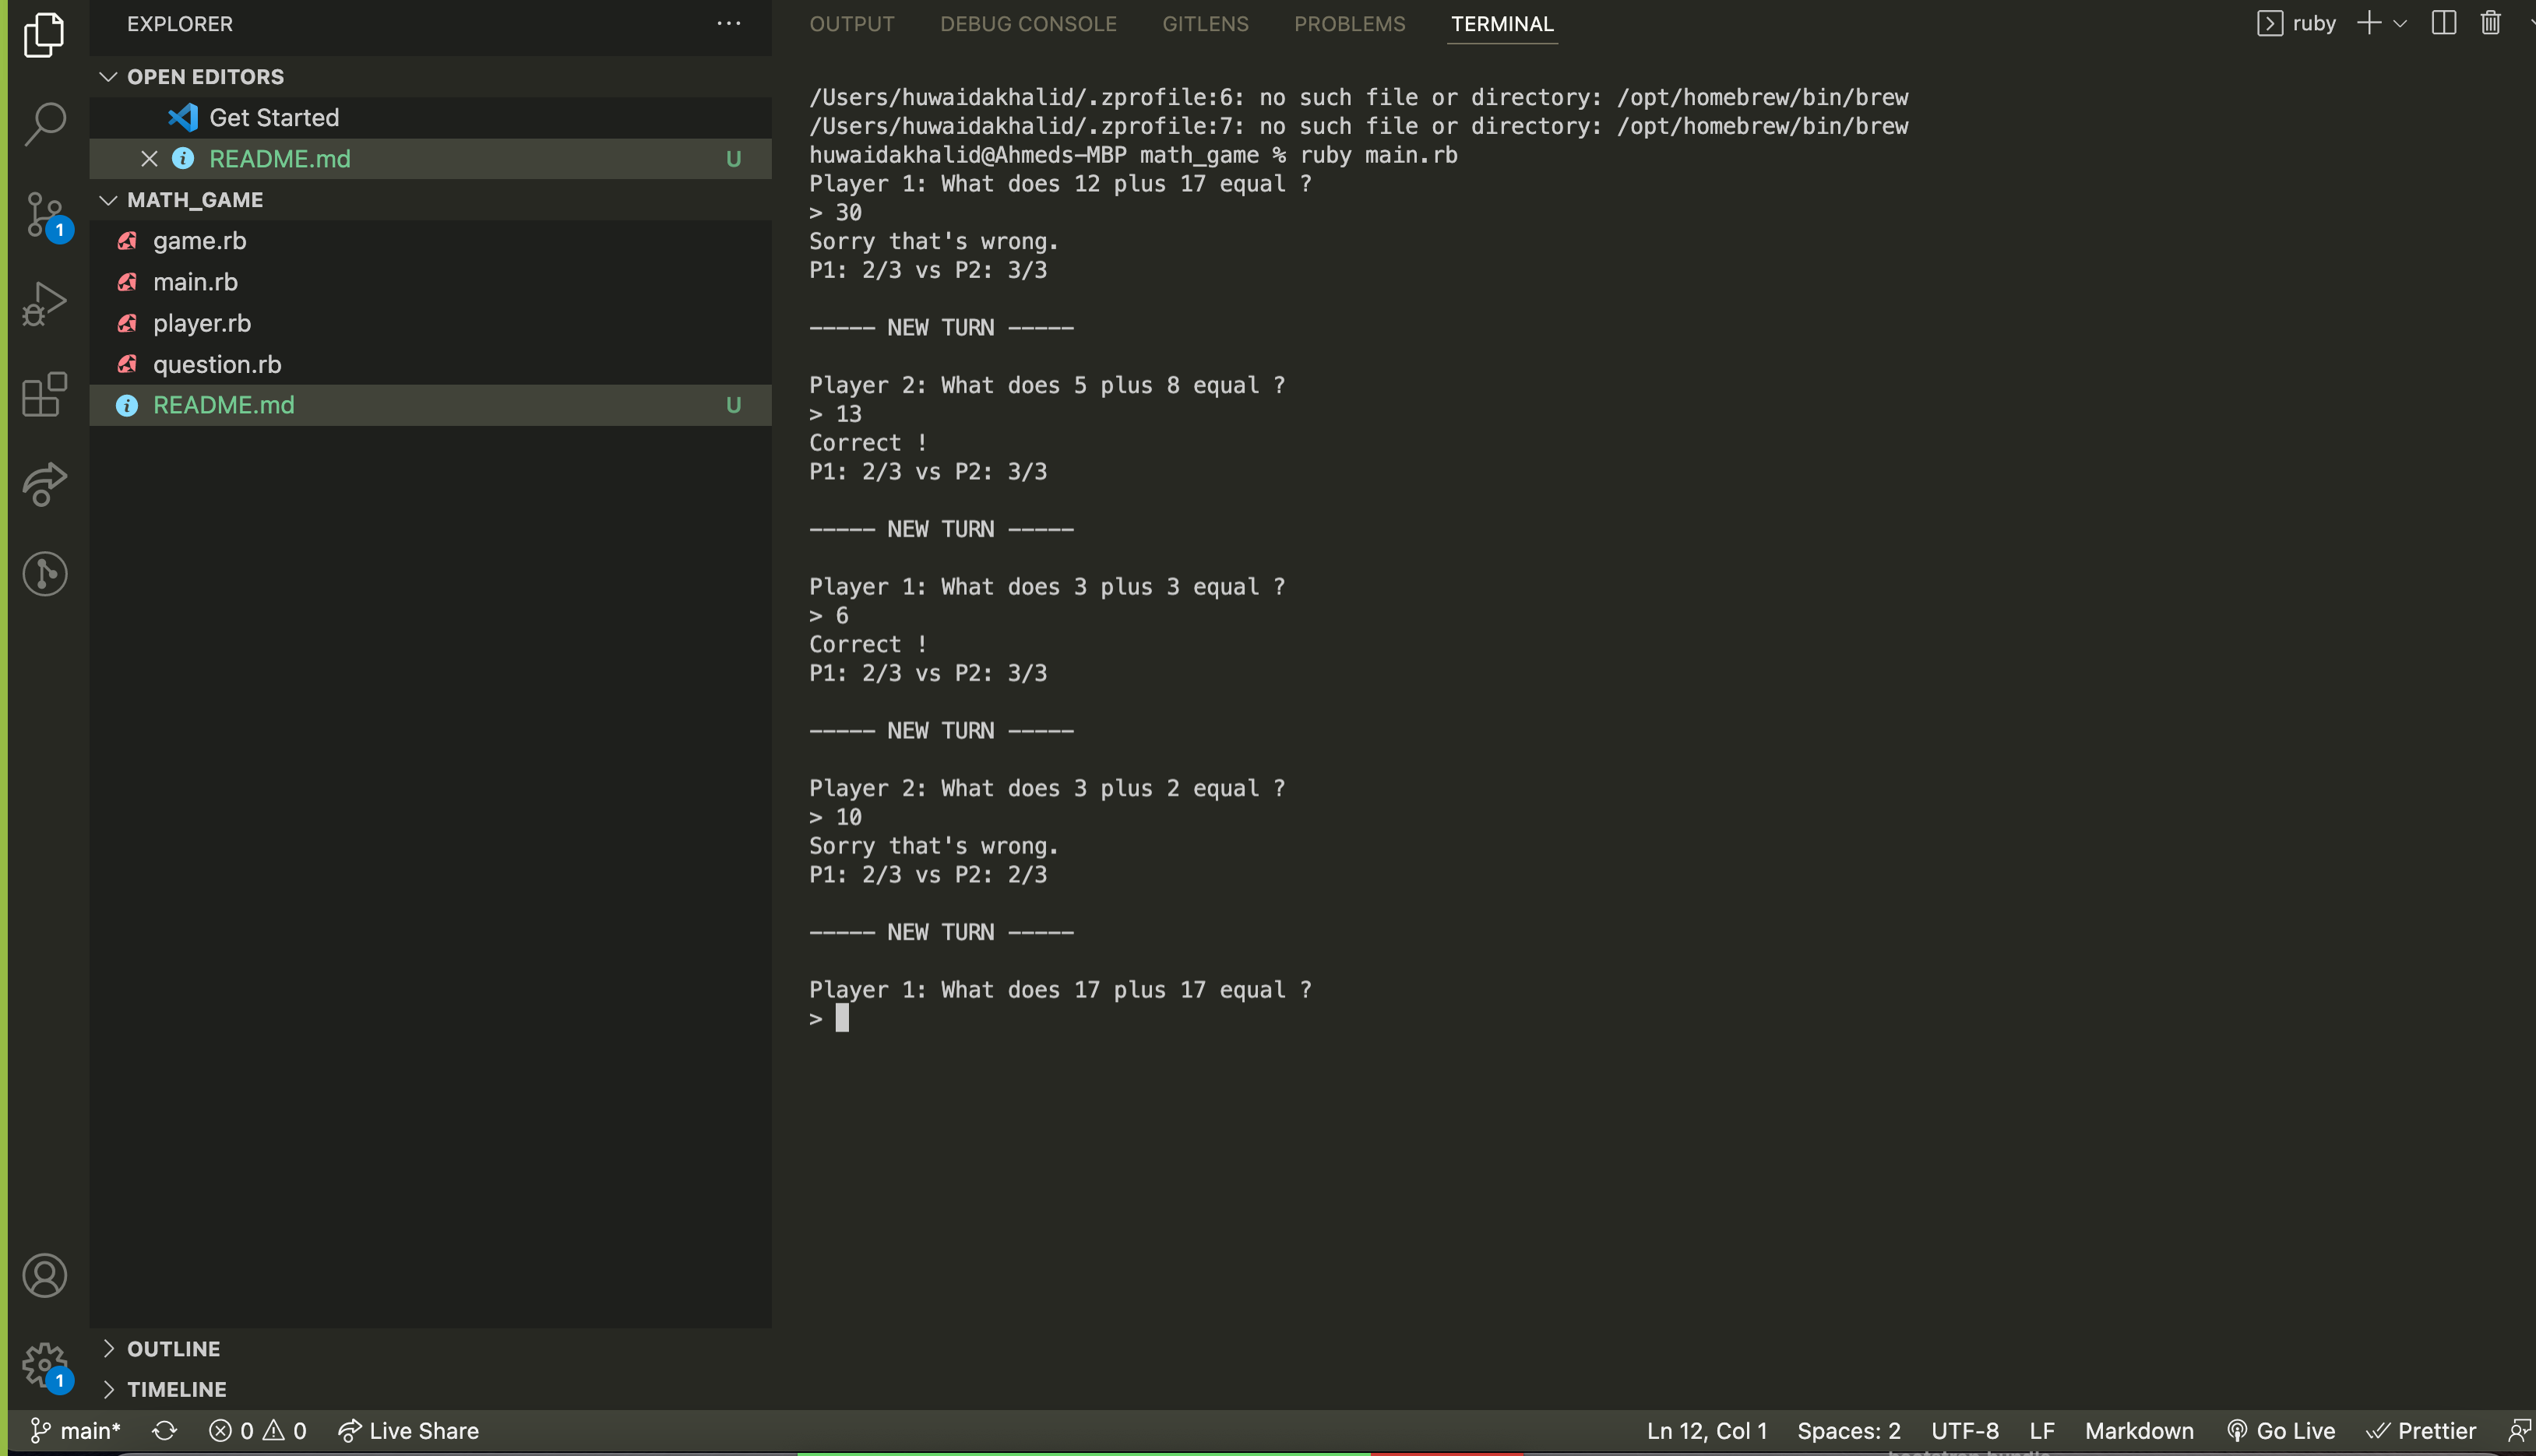 EXPLORER
OPEN EDITORS
Get Started
README.md U
MATH_GAME
game.rb
main.rb
player.rb
question.rb
README.md U
OUTLINE
TIMELINE
1
1
OUTPUT DEBUG CONSOLE GITLENS PROBLEMS TERMINAL
ruby
/Users/huwaidakhalid/.zprofile:6: no such file or directory: /opt/homebrew/bin/brew
/Users/huwaidakhalid/.zprofile:7: no such file or directory: /opt/homebrew/bin/brew
huwaidakhalid@Ahmeds-MBP math_game % ruby main.rb
Player 1: What does 12 plus 17 equal ?
> 30
Sorry that's wrong.
P1: 2/3 vs P2: 3/3
----- NEW TURN -----
Player 2: What does 5 plus 8 equal ?
> 13
Correct !
P1: 2/3 vs P2: 3/3
----- NEW TURN -----
Player 1: What does 3 plus 3 equal ?
> 6
Correct !
P1: 2/3 vs P2: 3/3
----- NEW TURN -----
Player 2: What does 3 plus 2 equal ?
> 10
Sorry that's wrong.
P1: 2/3 vs P2: 2/3
----- NEW TURN -----
Player 1: What does 17 plus 17 equal ?
>
main* 0 0 Live Share Ln 12, Col 1 Spaces: 2 UTF-8 LF Markdown Go Live Prettier